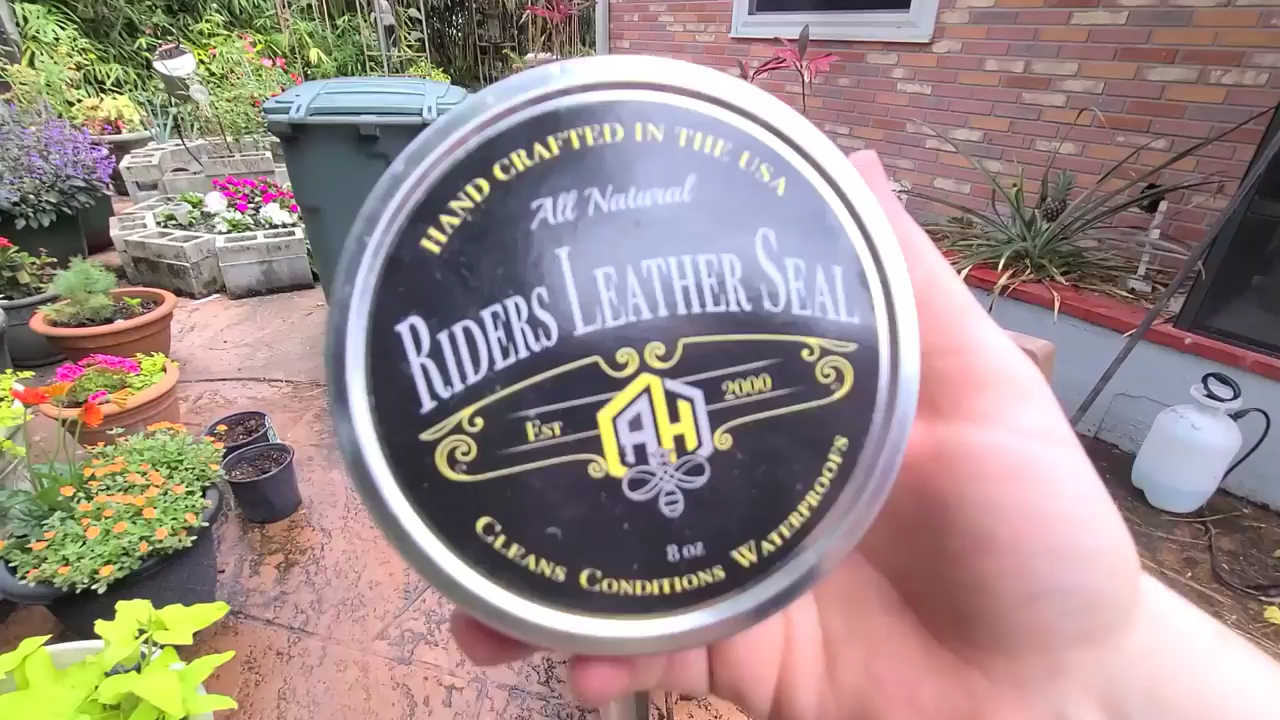 HAND CRAFTED IN THE USA
All Natural
RIDERS LEATHER SEAL
EST 2000
AH
8 oz
CLEANS CONDITIONS WATERPROOFS